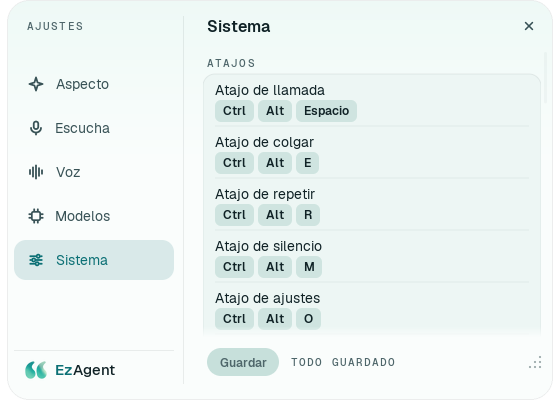 AJUSTES
Aspecto
Escucha
Voz
Modelos
Sistema
EzAgent
Sistema
ATAJOS
Atajo de llamada
Ctrl Alt Espacio
Atajo de colgar
Ctrl Alt E
Atajo de repetir
Ctrl Alt R
Atajo de silencio
Ctrl Alt M
Atajo de ajustes
Ctrl Alt O
Guardar TODO GUARDADO